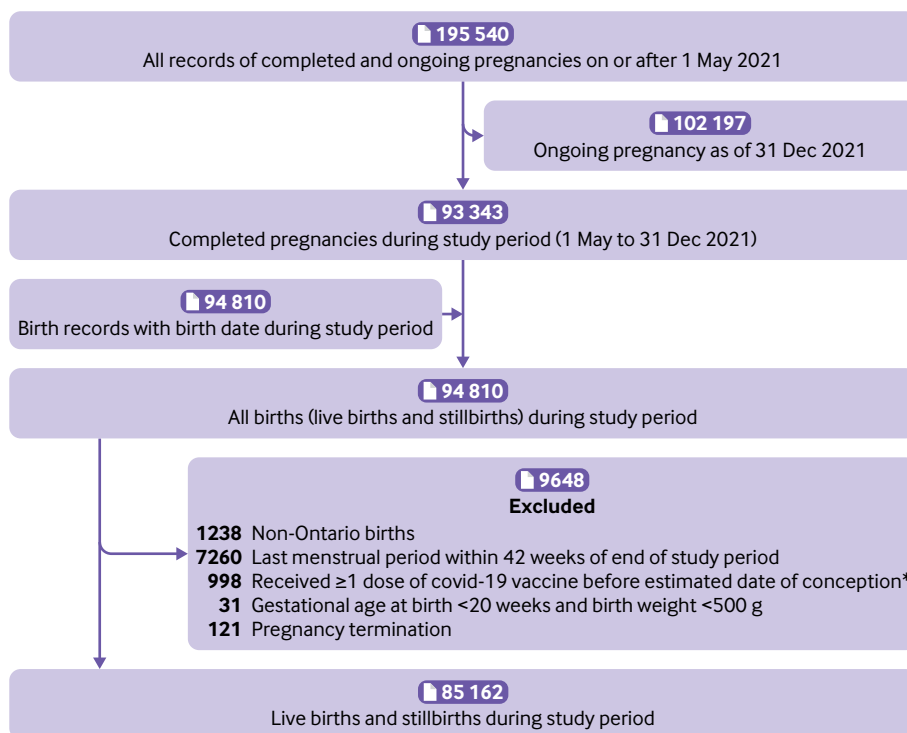 195 540
All records of completed and ongoing pregnancies on or after 1 May 2021
102 197
Ongoing pregnancy as of 31 Dec 2021
93 343
Completed pregnancies during study period (1 May to 31 Dec 2021)
94 810
Birth records with birth date during study period
94 810
All births (live births and stillbirths) during study period
9648
Excluded
1238 Non-Ontario births
7260 Last menstrual period within 42 weeks of end of study period
998 Received ≥1 dose of covid-19 vaccine before estimated date of conception*
31 Gestational age at birth <20 weeks and birth weight <500 g
121 Pregnancy termination
85 162
Live births and stillbirths during study period